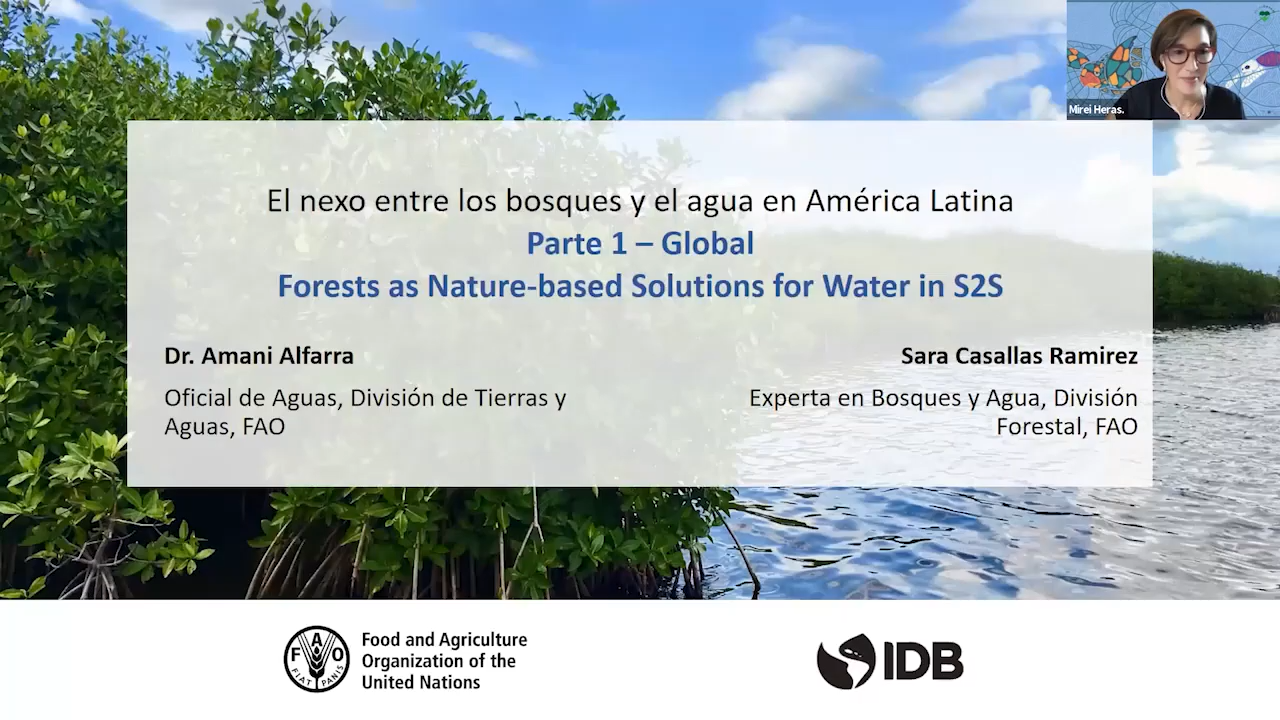 Mirei Heras.
El nexo entre los bosques y el agua en América Latina
Parte 1 – Global
Forests as Nature-based Solutions for Water in S2S
Dr. Amani Alfarra
Oficial de Aguas, División de Tierras y
Aguas, FAO
Sara Casallas Ramirez
Experta en Bosques y Agua, División
Forestal, FAO
FAO
FIAT PANIS
Food and Agriculture
Organization of the
United Nations
IDB